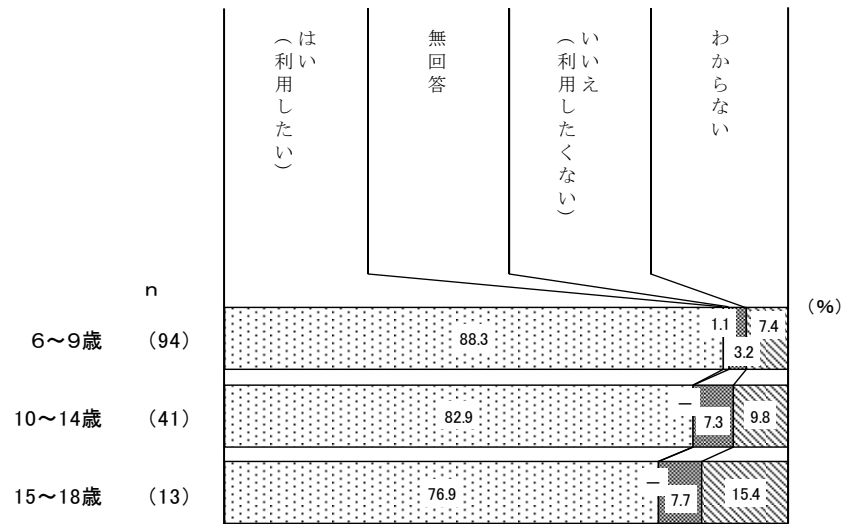 はい
（利用したい）
無回答
いいえ
（利用したくない）
わからない
n
(%)
6～9歳 (94) 88.3 1.1 3.2 7.4
10～14歳 (41) 82.9 － 7.3 9.8
15～18歳 (13) 76.9 － 7.7 15.4